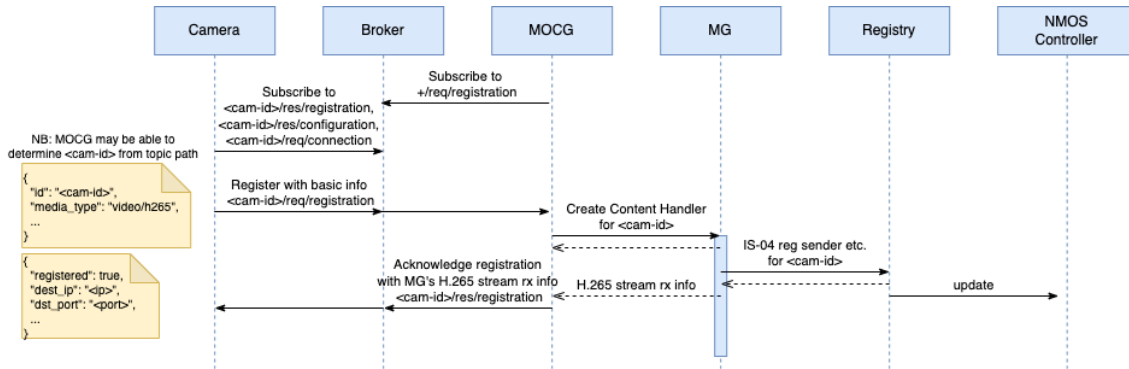 Camera
Broker
MOCG
MG
Registry
NMOS
Controller
Subscribe to
+/req/registration
Subscribe to
<cam-id>/res/registration,
<cam-id>/res/configuration,
<cam-id>/req/connection
NB: MOCG may be able to
determine <cam-id> from topic path
{
"id": "<cam-id>",
"media_type": "video/h265",
...
}
Register with basic info
<cam-id>/req/registration
Create Content Handler
for <cam-id>
IS-04 reg sender etc.
for <cam-id>
{
"registered": true,
"dest_ip": "<ip>",
"dst_port": "<port>",
...
}
Acknowledge registration
with MG's H.265 stream rx info
<cam-id>/res/registration
H.265 stream rx info
update